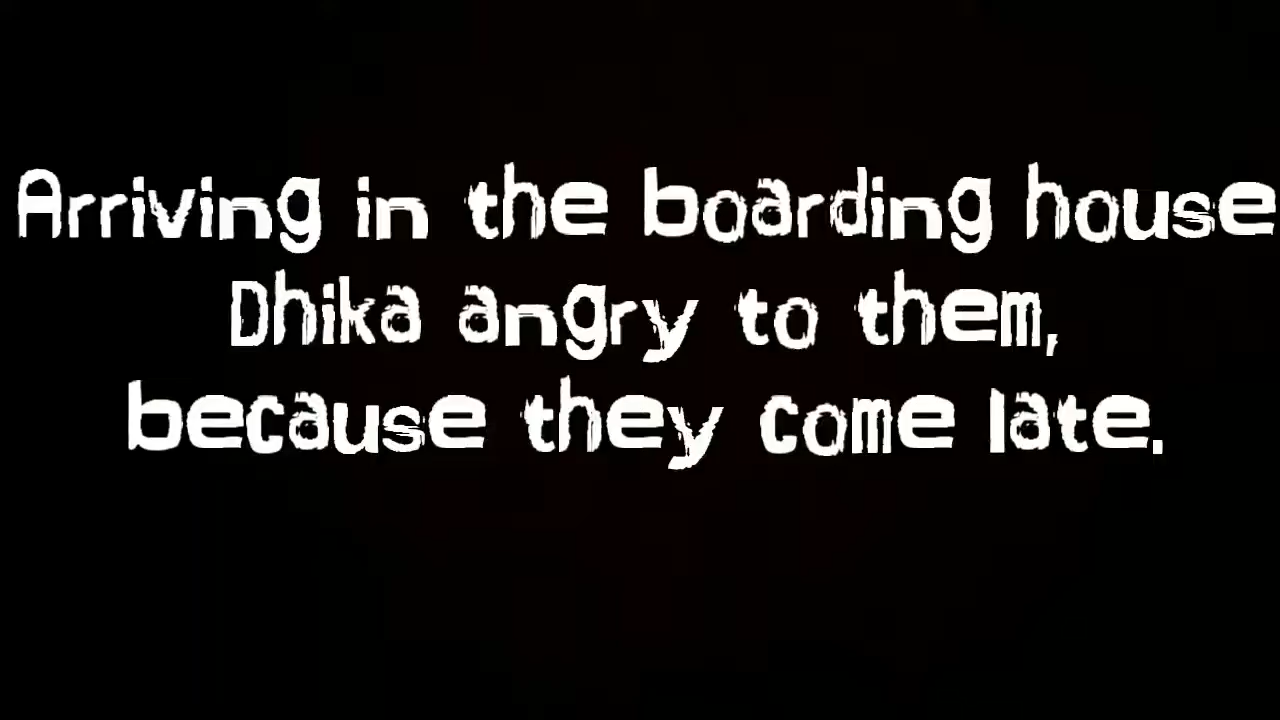 Arriving in the boarding house
Dhika angry to them,
because they come late.